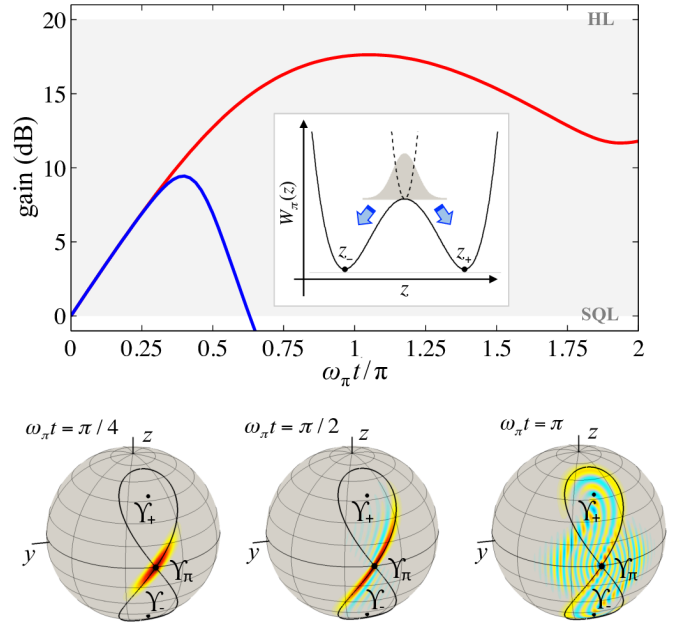 20
HL
15
10
5
0
gain (dB)
SQL
W_π(z)
z_-
z_+
z
0
0.25
0.5
0.75
1
1.25
1.5
1.75
2
ω_π t/π
ω_π t = π / 4
z
ω_π t = π / 2
z
ω_π t = π
z
y
ϒ_+
ϒ_π
ϒ_-
y
ϒ_+
ϒ_π
ϒ_-
y
ϒ_+
ϒ_π
ϒ_-